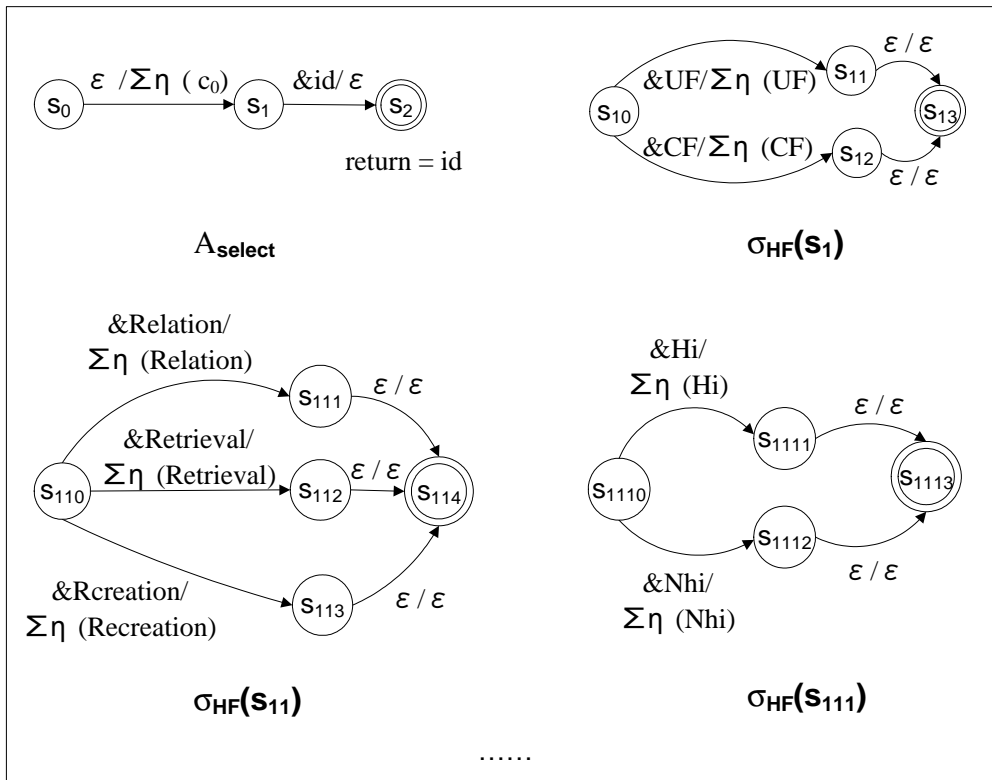 ε / Ση ( c₀ )
&id/ ε
s₀
s₁
s₂
return = id
A select
&UF/Ση (UF)
s₁₁
ε / ε
s₁₀
s₁₃
&CF/Ση (CF)
s₁₂
ε / ε
σHF(s₁)
&Relation/
Ση (Relation)
s₁₁₁
ε / ε
&Retrieval/
Ση (Retrieval)
s₁₁₀
s₁₁₂
ε / ε
s₁₁₄
&Rcreation/
Ση (Recreation)
s₁₁₃
ε / ε
σHF(s₁₁)
&Hi/
Ση (Hi)
s₁₁₁₁
ε / ε
s₁₁₁₀
s₁₁₁₃
s₁₁₁₂
ε / ε
&Nhi/
Ση (Nhi)
σHF(s₁₁₁)
......